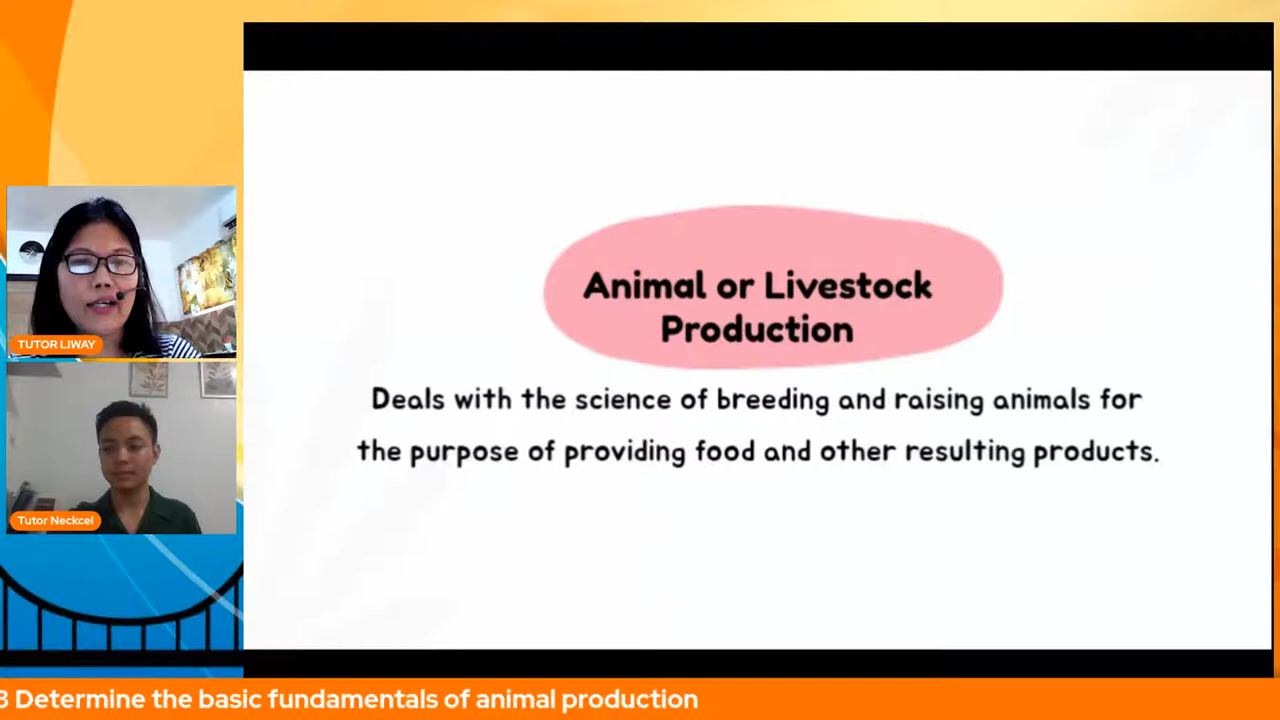 TUTOR LIWAY
Tutor Neckcel
Animal or Livestock
Production
Deals with the science of breeding and raising animals for
the purpose of providing food and other resulting products.
3 Determine the basic fundamentals of animal production